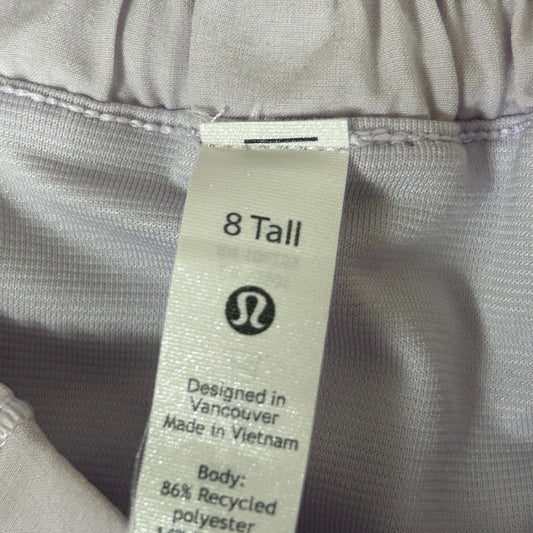 8 Tall
Designed in
Vancouver
Made in Vietnam
Body:
86% Recycled
polyester